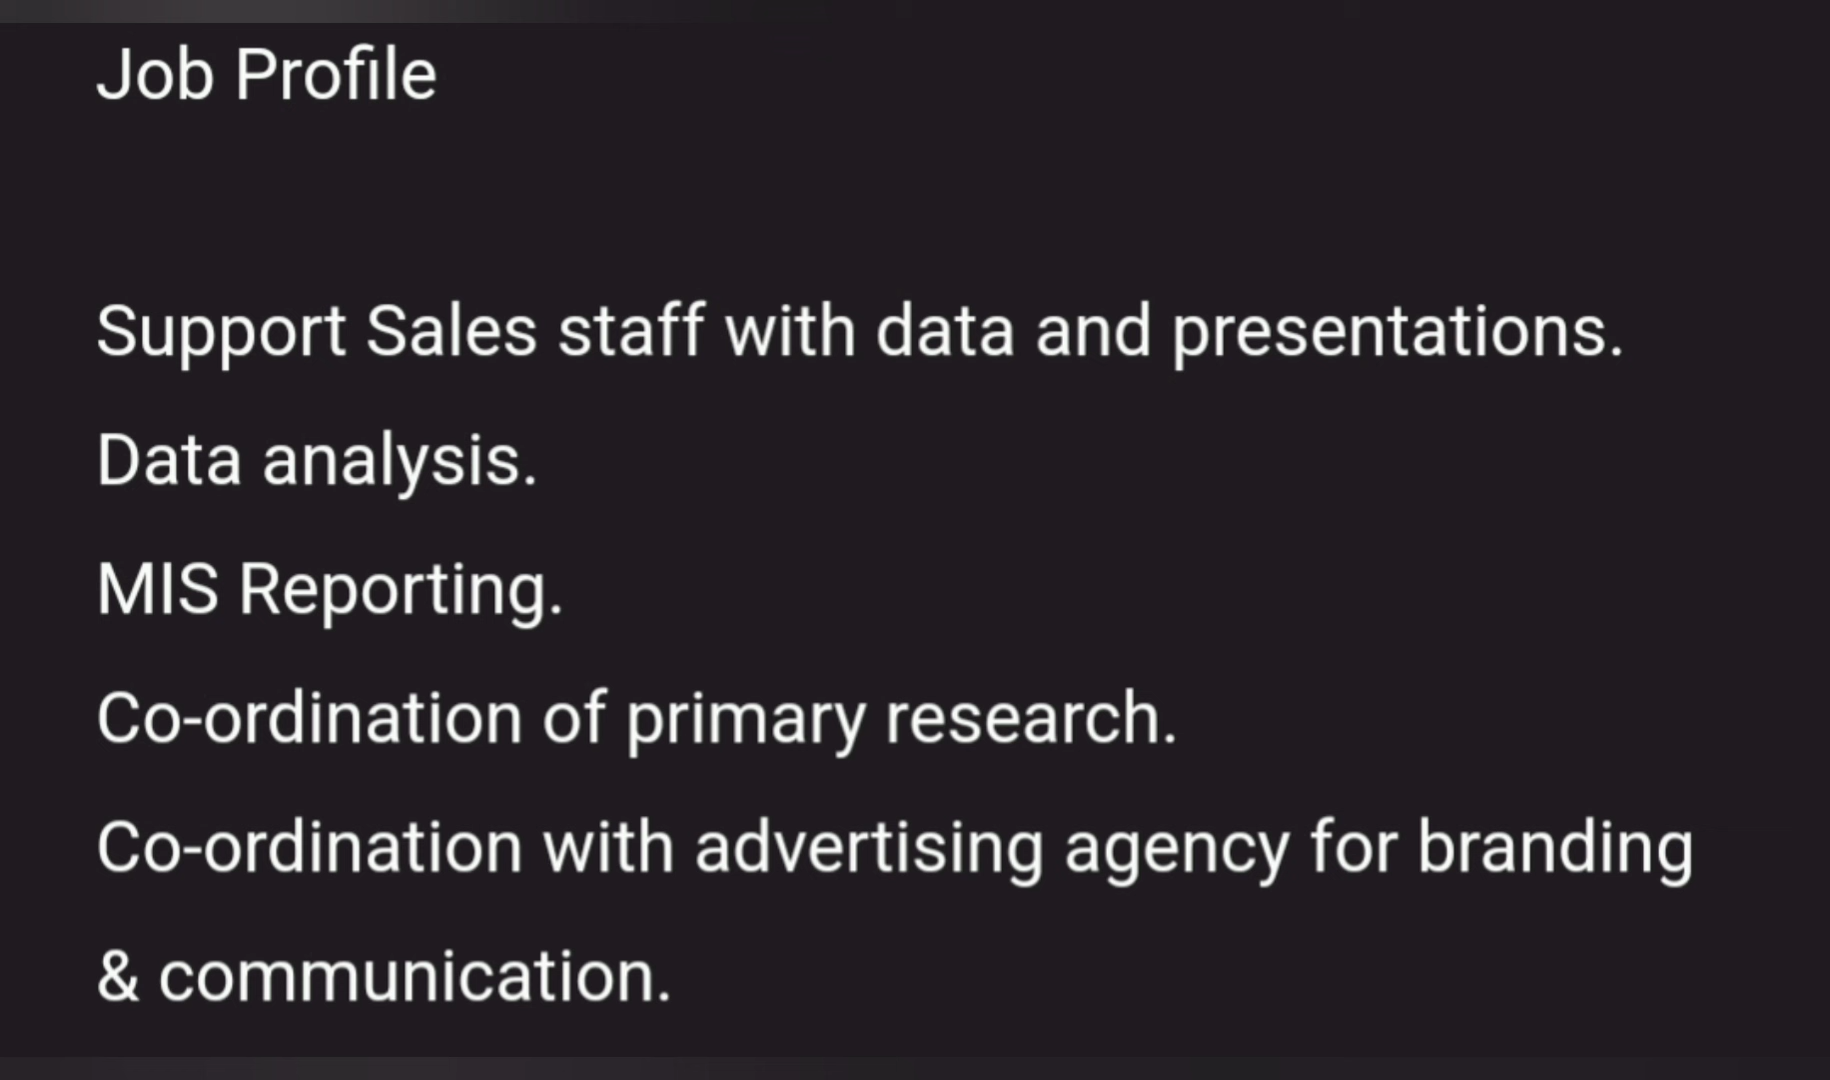 Job Profile
Support Sales staff with data and presentations.
Data analysis.
MIS Reporting.
Co-ordination of primary research.
Co-ordination with advertising agency for branding
& communication.